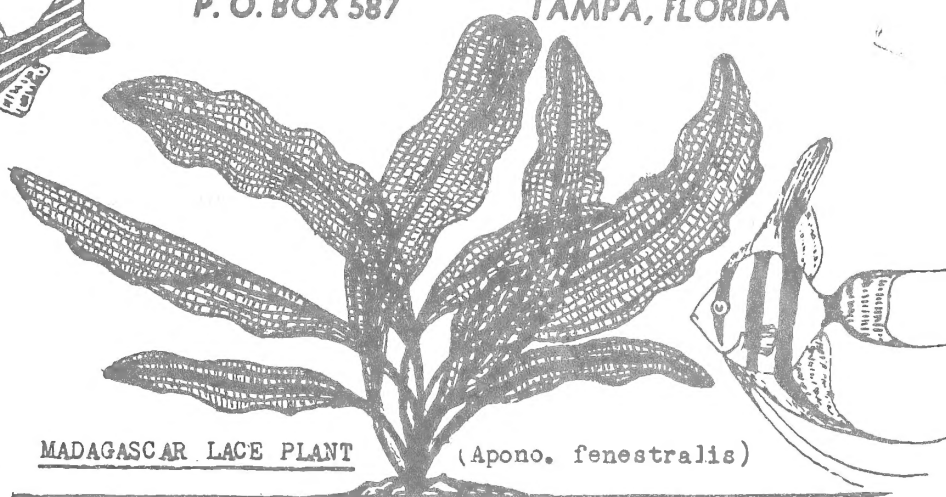 P. O. BOX 587 TAMPA, FLORIDA
MADAGASCAR LACE PLANT (Apono. fenestralis)